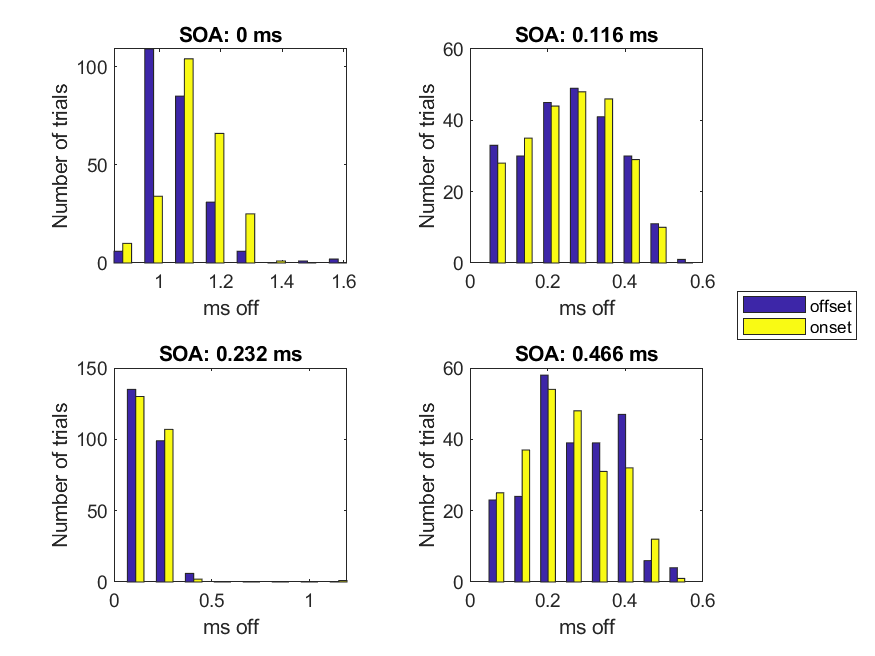 SOA: 0 ms
Number of trials
100
50
0
1
1.2
1.4
1.6
ms off
SOA: 0.116 ms
Number of trials
60
40
20
0
0
0.2
0.4
0.6
ms off
offset
onset
SOA: 0.232 ms
Number of trials
150
100
50
0
0
0.5
1
ms off
SOA: 0.466 ms
Number of trials
60
40
20
0
0
0.2
0.4
0.6
ms off